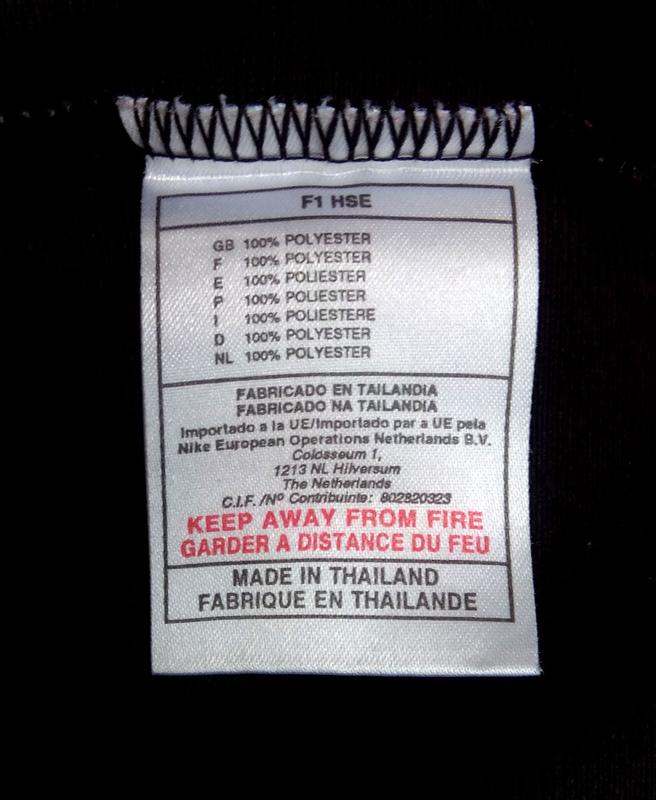 F1 HSE
GB 100% POLYESTER
F 100% POLYESTER
E 100% POLIESTER
P 100% POLIESTER
I 100% POLIESTERE
D 100% POLYESTER
NL 100% POLYESTER
FABRICADO EN TAILANDIA
FABRICADO NA TAILANDIA
Importado a la UE/Importado par a UE pela
Nike European Operations Netherlands B.V.
Colosseum 1,
1213 NL Hilversum
The Netherlands
C.I.F. /Nº Contribuinte: 802820323
KEEP AWAY FROM FIRE
GARDER A DISTANCE DU FEU
MADE IN THAILAND
FABRIQUE EN THAILANDE